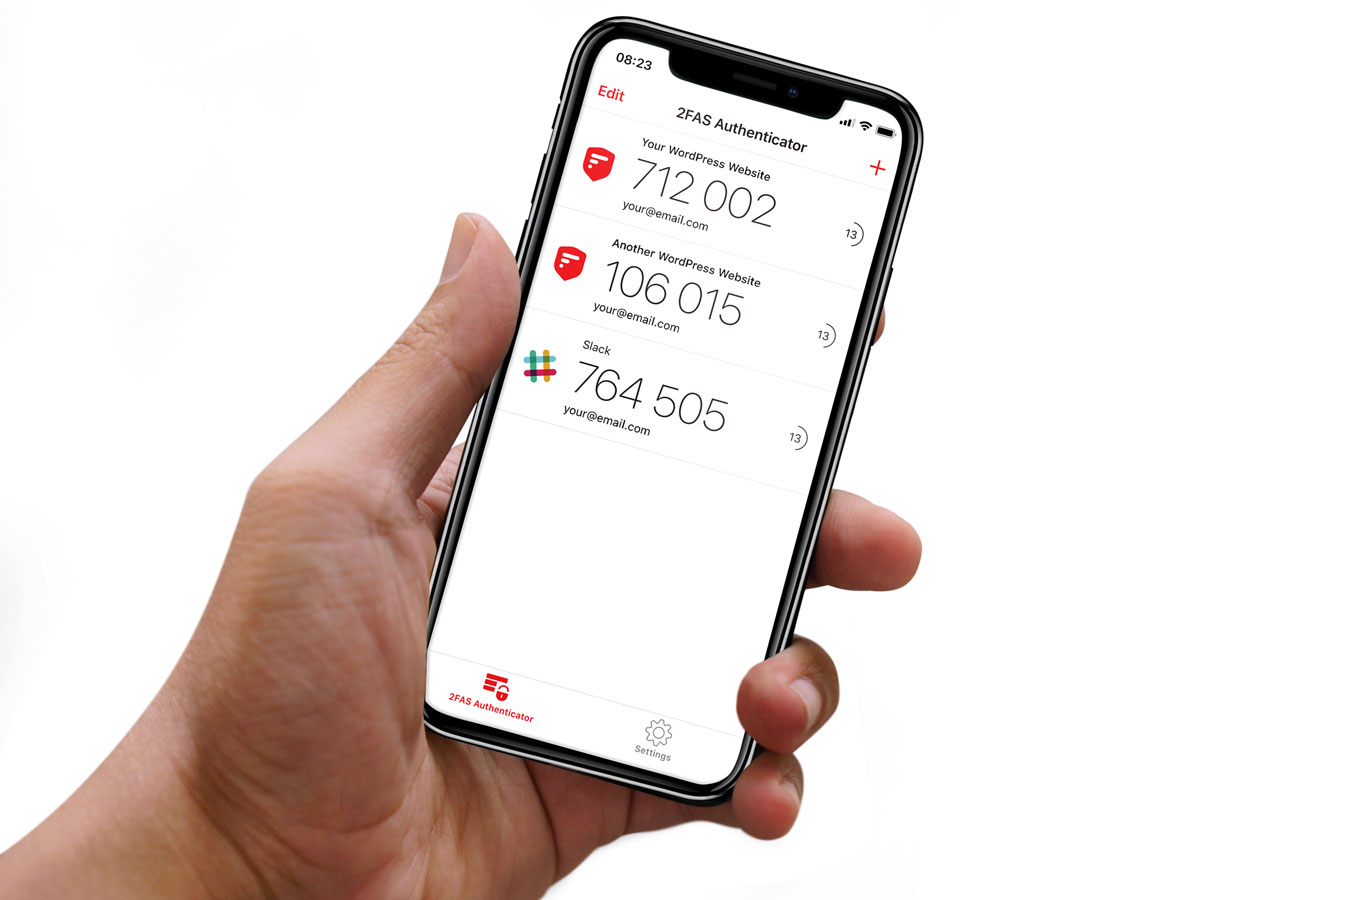 08:23
Edit
2FAS Authenticator
+
Your WordPress Website
712 002
your@email.com
13
Another WordPress Website
106 015
your@email.com
13
Slack
764 505
your@email.com
13
2FAS Authenticator
Settings